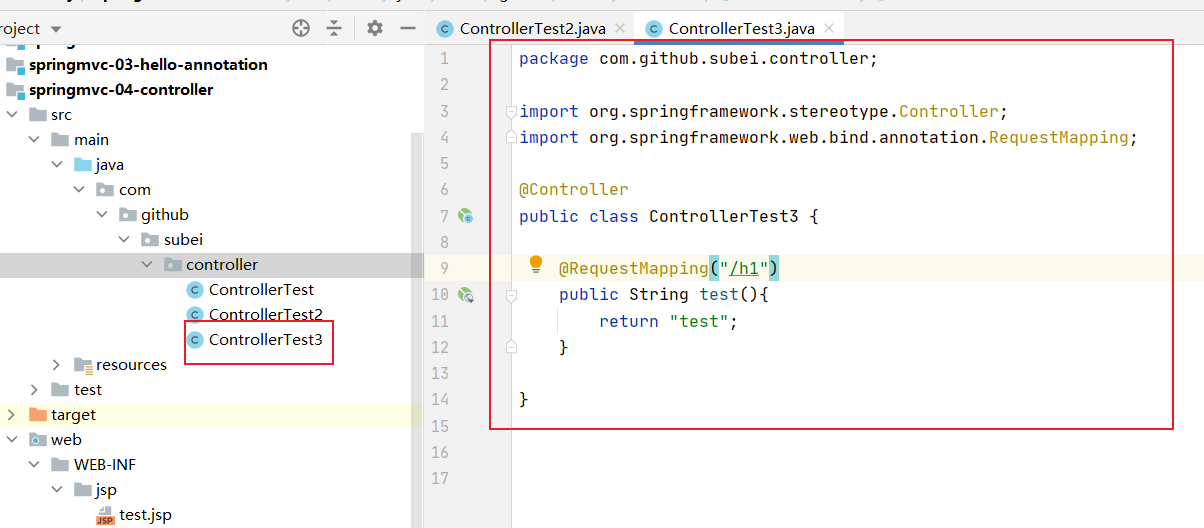 roject
springmvc-03-hello-annotation
springmvc-04-controller
src
main
java
com
github
subei
controller
ControllerTest
ControllerTest2
ControllerTest3
resources
test
target
web
WEB-INF
jsp
test.jsp
ControllerTest2.java
ControllerTest3.java
1 package com.github.subei.controller;
2
3 import org.springframework.stereotype.Controller;
4 import org.springframework.web.bind.annotation.RequestMapping;
5
6 @Controller
7 public class ControllerTest3 {
8
9 @RequestMapping("/h1")
10 public String test(){
11 return "test";
12 }
13
14 }
15
16
17